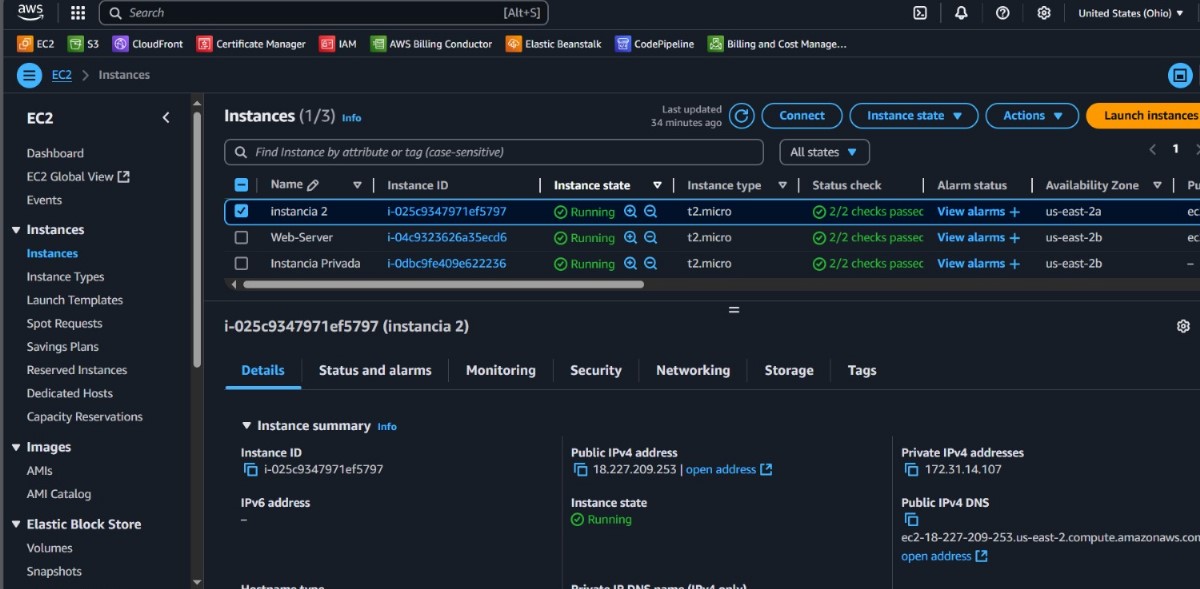 aws Search [Alt+S] United States (Ohio)
EC2 S3 CloudFront Certificate Manager IAM AWS Billing Conductor Elastic Beanstalk CodePipeline Billing and Cost Manage...
EC2 > Instances
EC2
Dashboard
EC2 Global View
Events
Instances
Instances
Instance Types
Launch Templates
Spot Requests
Savings Plans
Reserved Instances
Dedicated Hosts
Capacity Reservations
Images
AMIs
AMI Catalog
Elastic Block Store
Volumes
Snapshots
Instances (1/3) Info
Last updated
34 minutes ago
Connect Instance state Actions Launch instances
Find Instance by attribute or tag (case-sensitive) All states 1
Name Instance ID Instance state Instance type Status check Alarm status Availability Zone Pu
instancia 2 i-025c9347971ef5797 Running t2.micro 2/2 checks passec View alarms + us-east-2a ec
Web-Server i-04c9323626a35ecd6 Running t2.micro 2/2 checks passec View alarms + us-east-2b ec
Instancia Privada i-0dbc9fe409e622236 Running t2.micro 2/2 checks passec View alarms + us-east-2b –
i-025c9347971ef5797 (instancia 2)
Details Status and alarms Monitoring Security Networking Storage Tags
Instance summary Info
Instance ID
i-025c9347971ef5797
Public IPv4 address
18.227.209.253 | open address
Private IPv4 addresses
172.31.14.107
IPv6 address
–
Instance state
Running
Public IPv4 DNS
ec2-18-227-209-253.us-east-2.compute.amazonaws.con
open address
Hostname type
Private IP DNS name (IPv4 only)